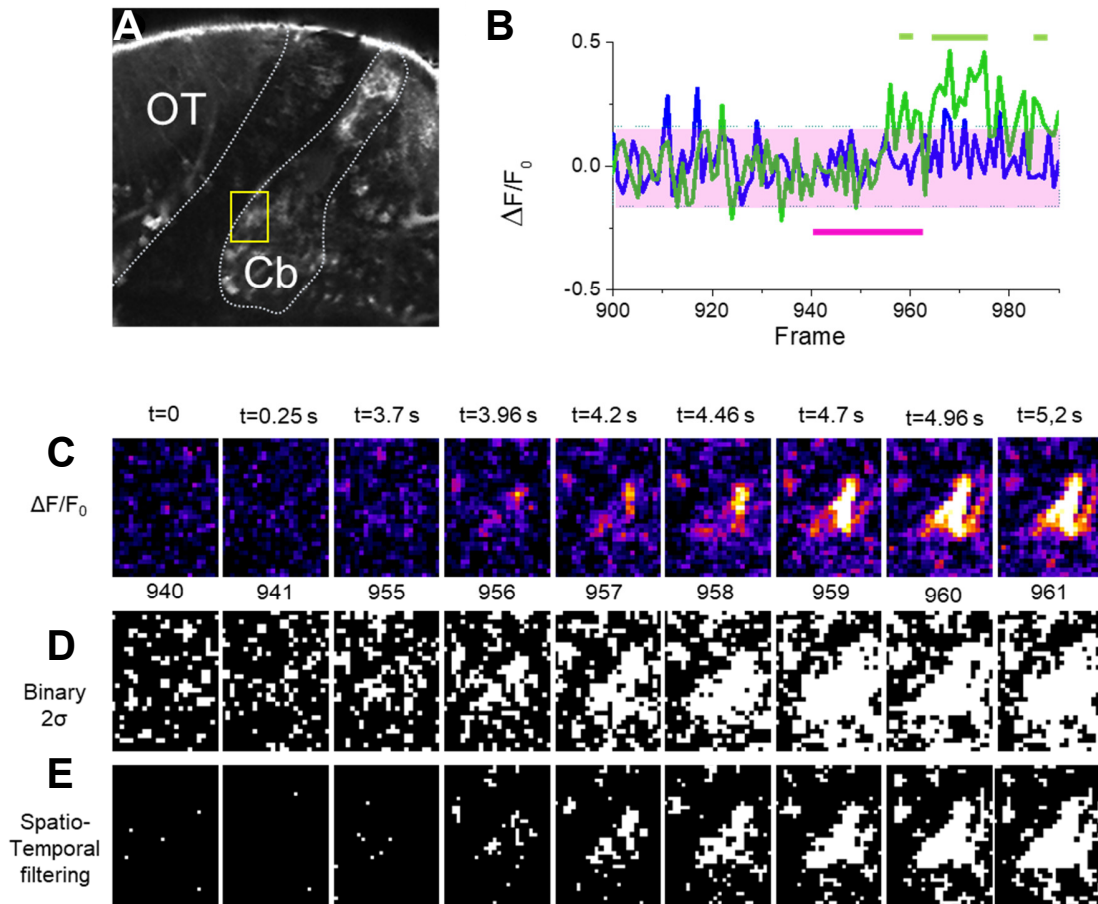 A
OT
Cb
B
0.5
0.0
-0.5
ΔF/F₀
900 920 940 960 980
Frame
t=0 t=0.25 s t=3.7 s t=3.96 s t=4.2 s t=4.46 s t=4.7 s t=4.96 s t=5,2 s
C
ΔF/F₀
940 941 955 956 957 958 959 960 961
D
Binary
2σ
E
Spatio-
Temporal
filtering